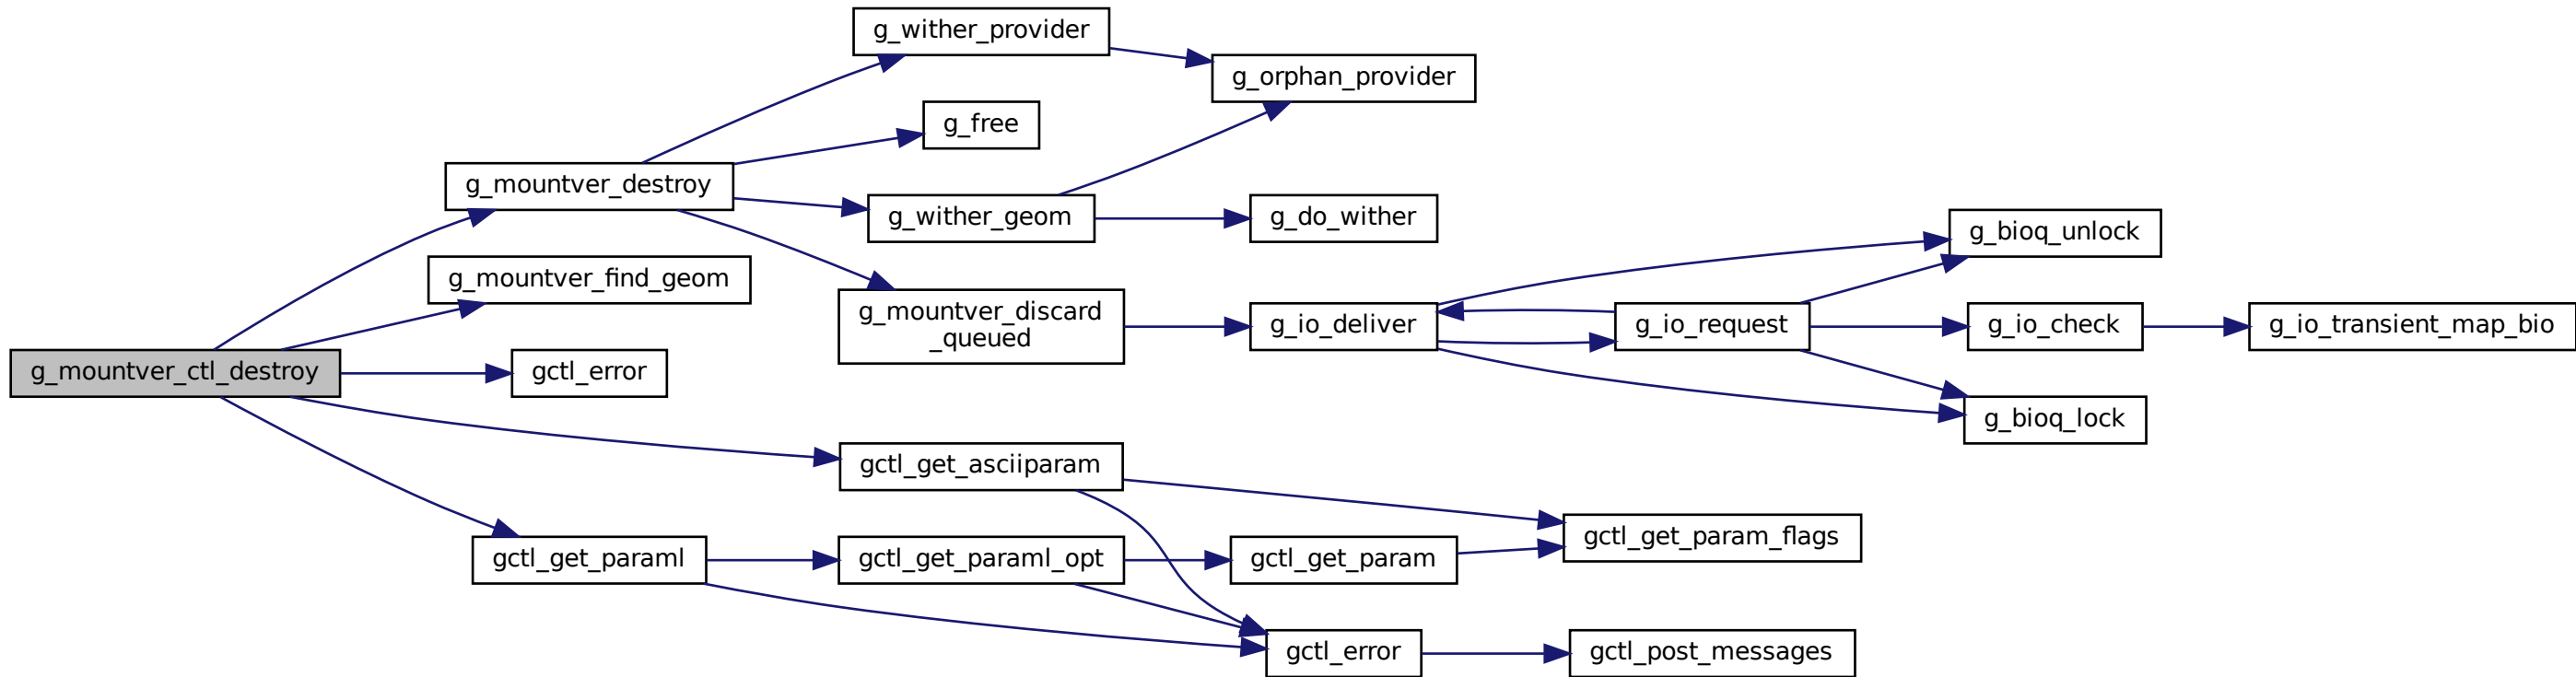 g_wither_provider
g_orphan_provider
g_free
g_mountver_destroy
g_wither_geom
g_do_wither
g_bioq_unlock
g_mountver_find_geom
g_mountver_discard
_queued
g_io_deliver
g_io_request
g_io_check
g_io_transient_map_bio
g_mountver_ctl_destroy
gctl_error
g_bioq_lock
gctl_get_asciiparam
gctl_get_param_flags
gctl_get_paraml
gctl_get_paraml_opt
gctl_get_param
gctl_error
gctl_post_messages